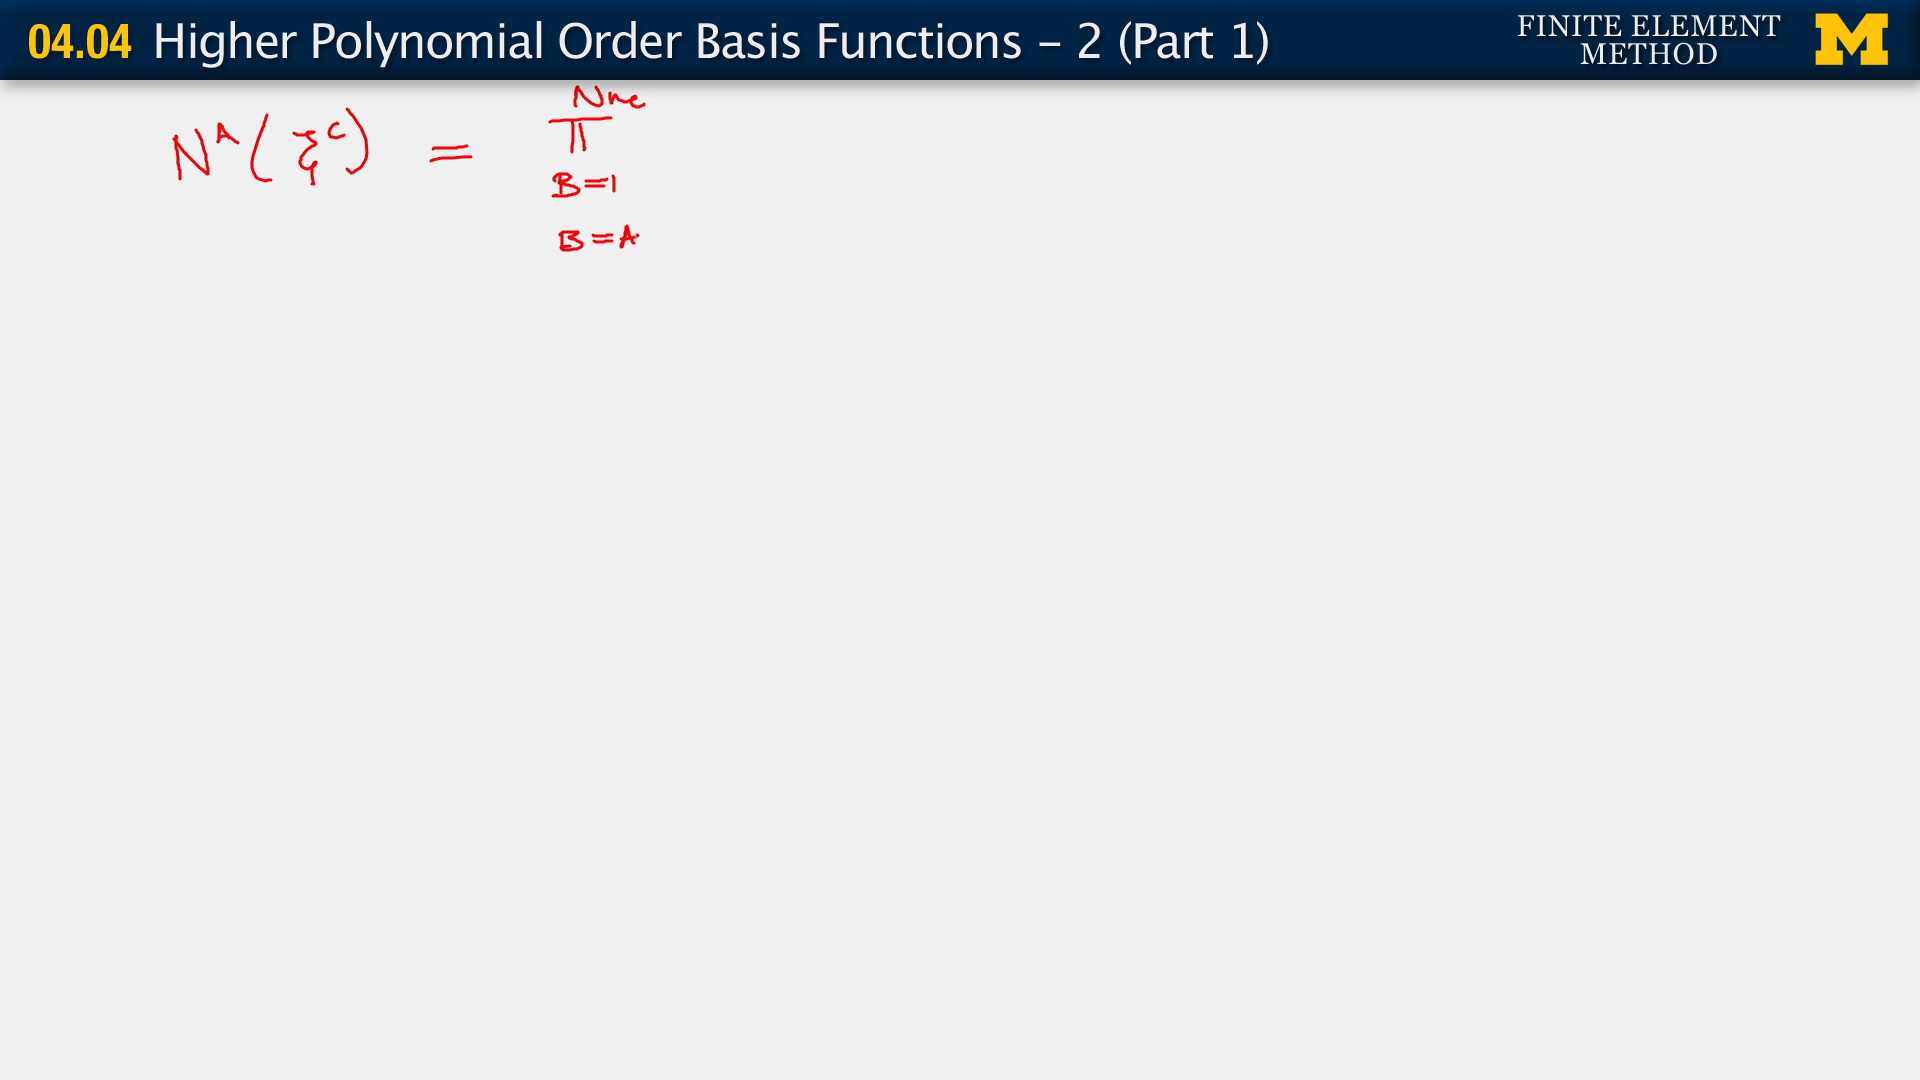 04.04 Higher Polynomial Order Basis Functions – 2 (Part 1)
FINITE ELEMENT
METHOD
M
Nne
N^A(ξ^C) = Π
B=1
B=A